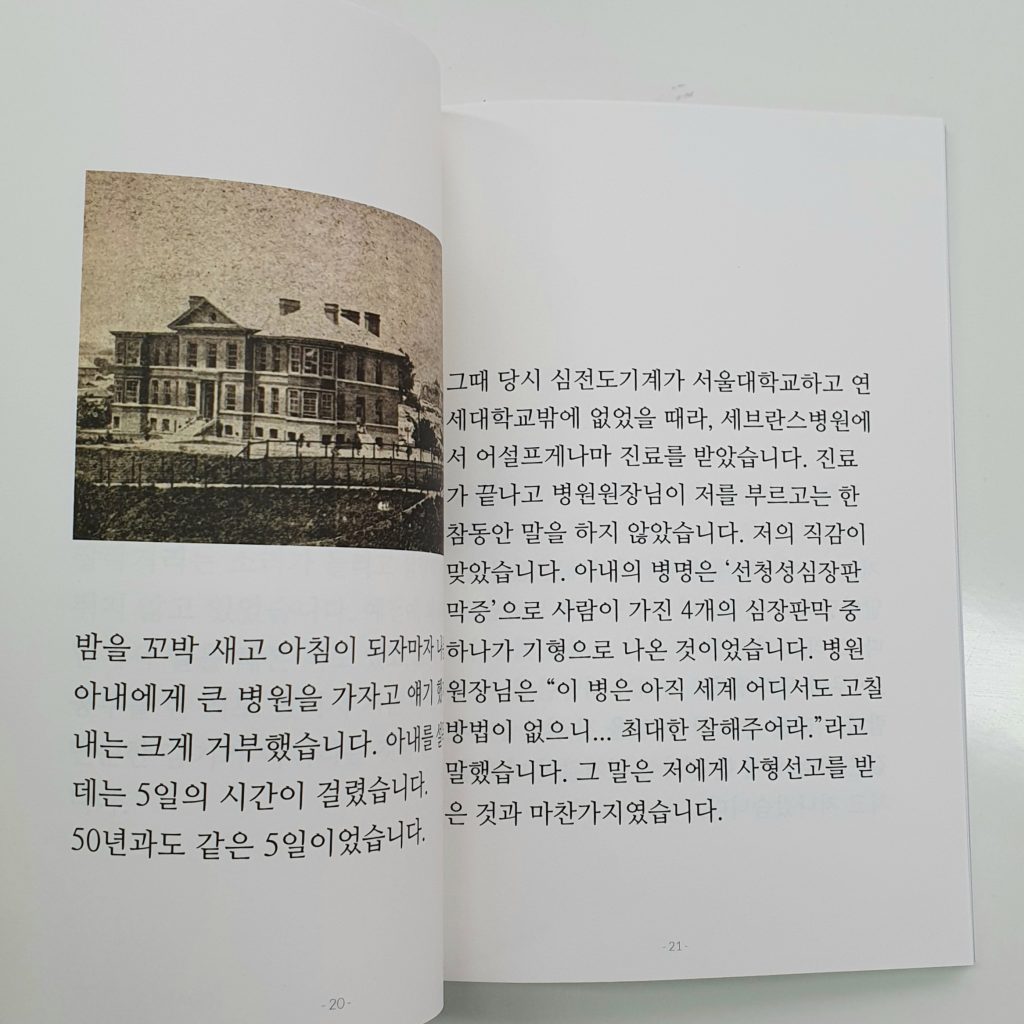 밤을 꼬박 새고 아침이 되자마자
아내에게 큰 병원을 가자고 얘기
내는 크게 거부했습니다. 아내를
데는 5일의 시간이 걸렸습니다.
50년과도 같은 5일이었습니다.
- 20 -
그때 당시 심전도기계가 서울대학교하고 연
세대학교밖에 없었을 때라, 세브란스병원에
서 어설프게나마 진료를 받았습니다. 진료
가 끝나고 병원원장님이 저를 부르고는 한
참동안 말을 하지 않았습니다. 저의 직감이
맞았습니다. 아내의 병명은 ‘선청성심장판
막증’으로 사람이 가진 4개의 심장판막 중
하나가 기형으로 나온 것이었습니다. 병원
원장님은 “이 병은 아직 세계 어디서도 고칠
방법이 없으니... 최대한 잘해주어라.”라고
말했습니다. 그 말은 저에게 사형선고를 받
은 것과 마찬가지였습니다.
- 21 -